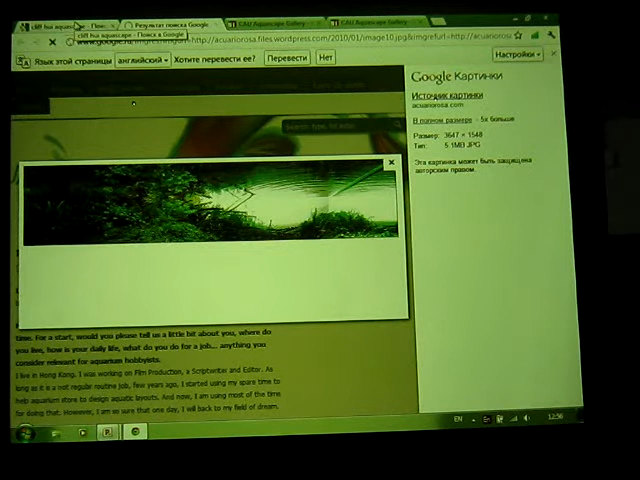 cliff hui aquascape - Поис
Результат поиска Google
CAU Aquascape Gallery
CAU Aquascape Gallery
cliff hui aquascape - Поиск в Google
http://acuariorosa.files.wordpress.com/2010/01/image10.jpg&imgrefurl=http://acuario
Язык этой страницы английский Хотите перевести ее? Перевести Нет Настройки
Google Картинки
Источник картинки
acuariorosa.com
В полном размере - 5x больше
Размер: 3647 × 1548
Тип: 5.1MB JPG
Эта картинка может быть защищена
авторским правом.
time. For a start, would you please tell us a little bit about you, where do
you live, how is your daily life, what do you do for a job... anything you
consider relevant for aquarium hobbyists.
I live in Hong Kong. I was working on Film Production, a Scriptwriter and Editor. As
long as it is a not regular routine job, few years ago, I started using my spare time to
help aquarium store to design aquatic layouts. And now, I am using most of the time
for doing that. However, I am so sure that one day, I will back to my field of dream.
EN 12:56